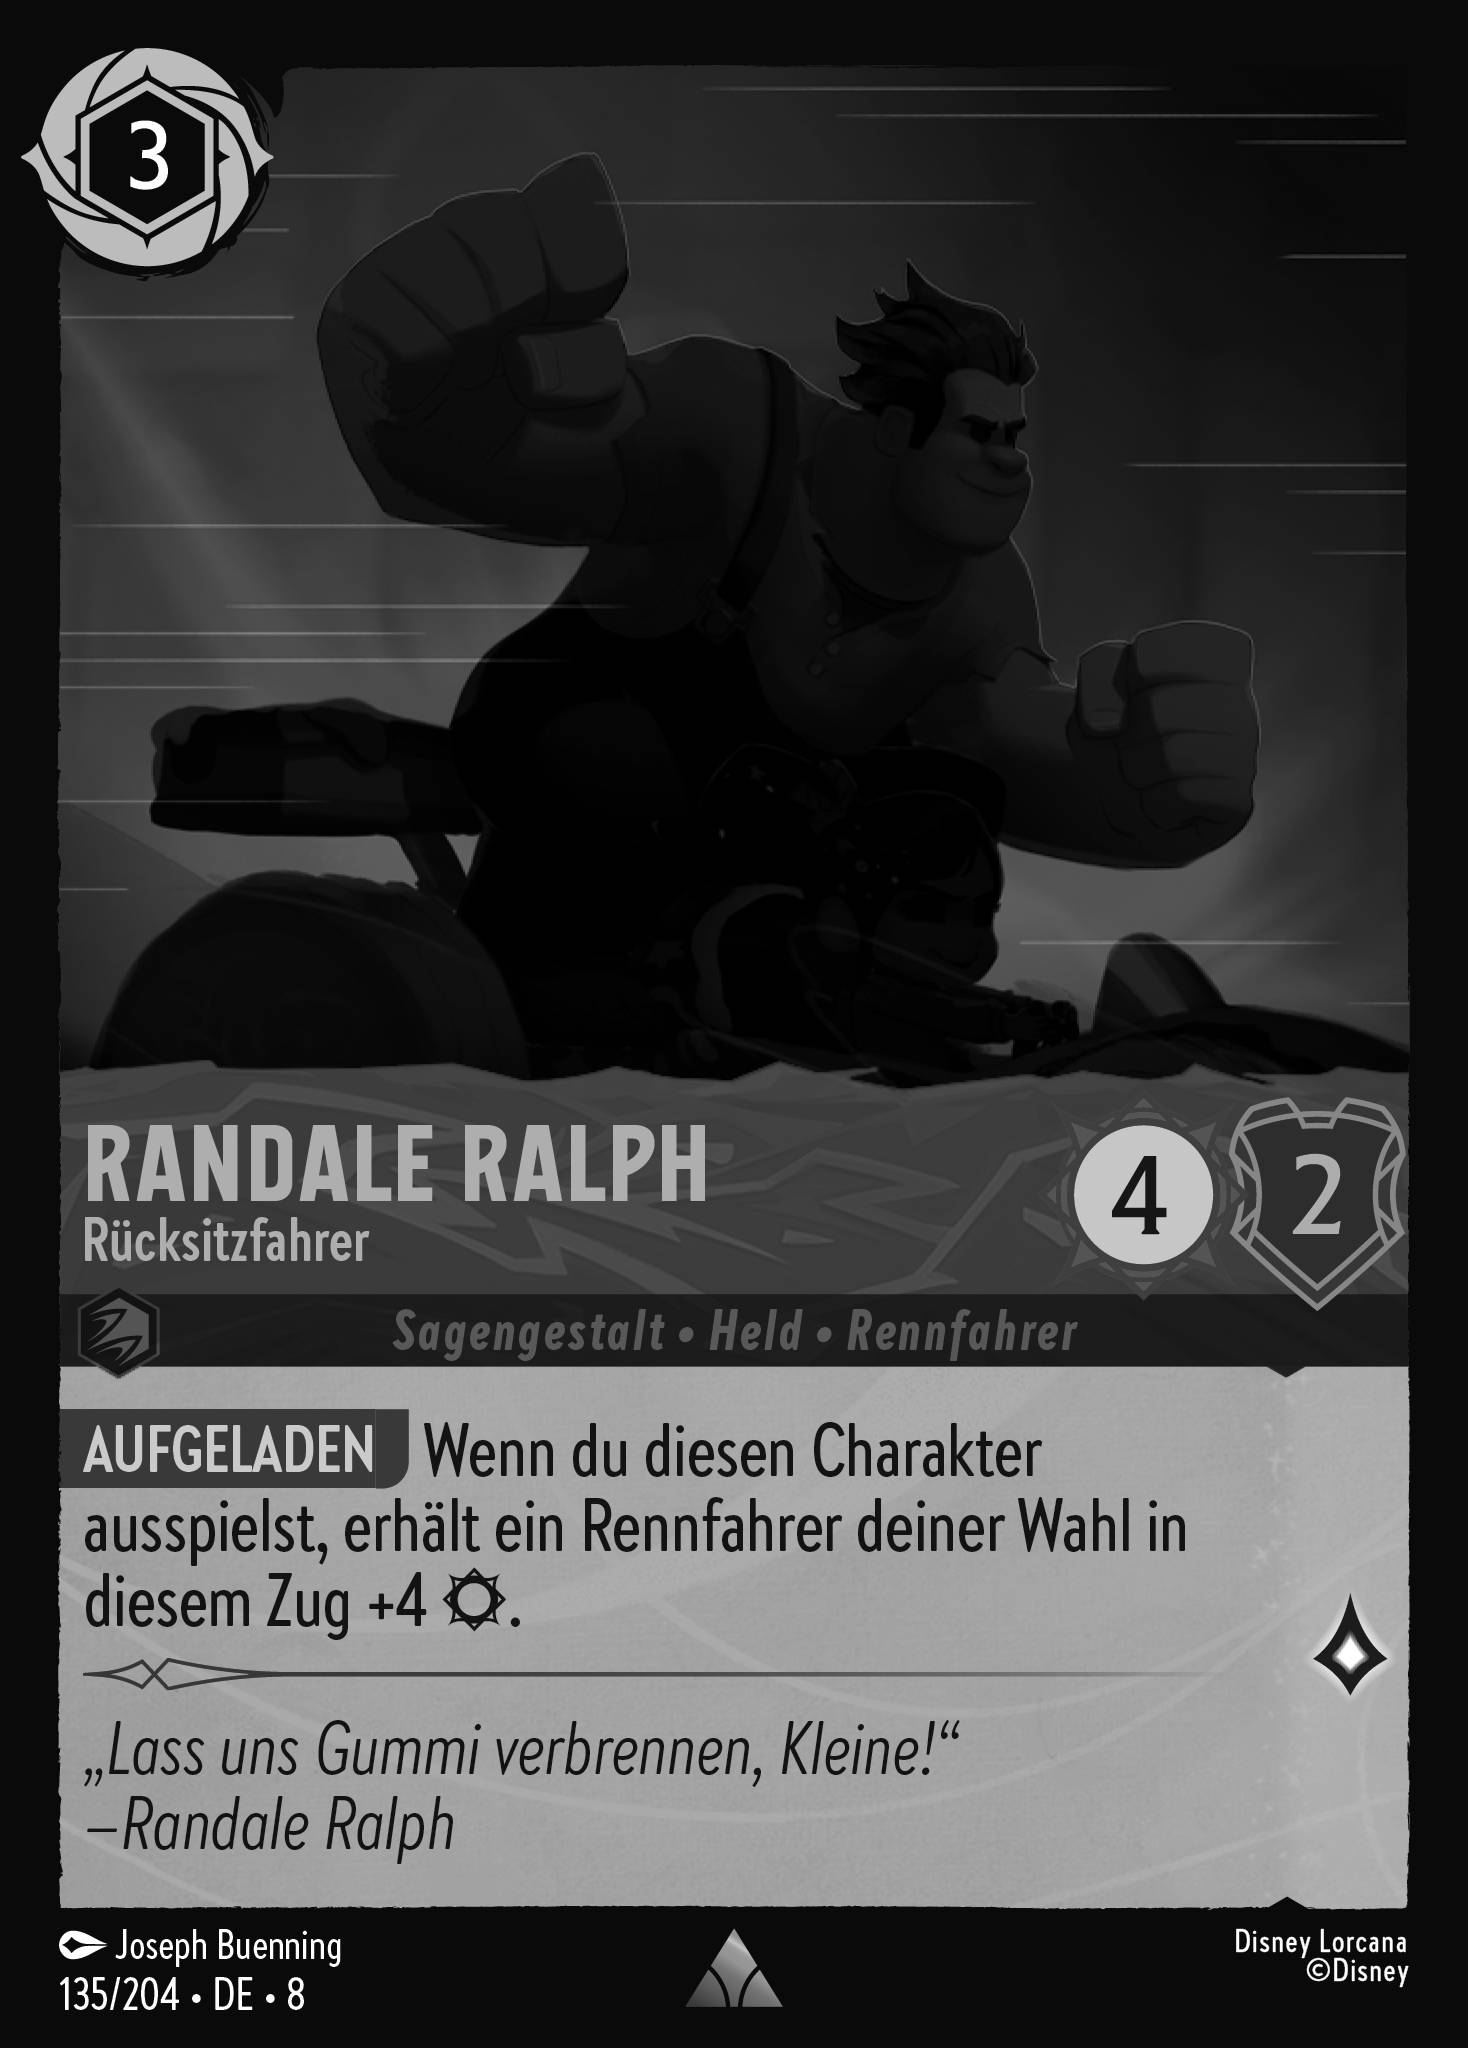 3
RANDALE RALPH
Rücksitzfahrer
4
2
Sagengestalt • Held • Rennfahrer
AUFGELADEN Wenn du diesen Charakter
ausspielst, erhält ein Rennfahrer deiner Wahl in
diesem Zug +4 .
„Lass uns Gummi verbrennen, Kleine!“
–Randale Ralph
Joseph Buenning
135/204 • DE • 8
Disney Lorcana
©Disney